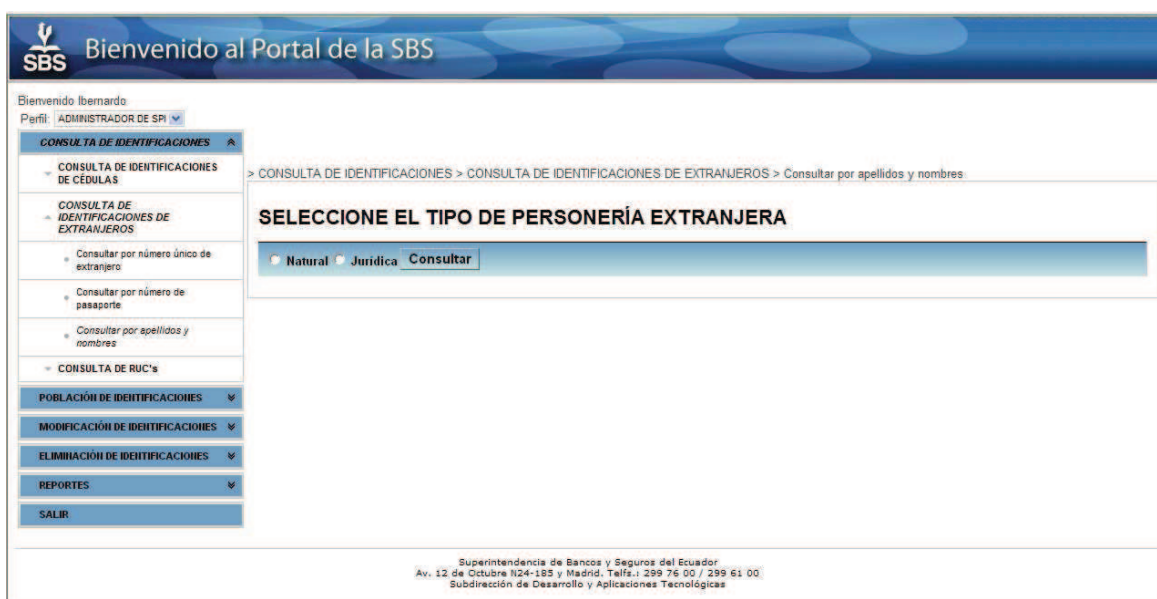 SBS
Bienvenido al Portal de la SBS
Bienvenido lbernardo
Perfil: ADMINISTRADOR DE SPI
CONSULTA DE IDENTIFICACIONES
CONSULTA DE IDENTIFICACIONES
DE CÉDULAS
CONSULTA DE
IDENTIFICACIONES DE
EXTRANJEROS
Consultar por número único de
extranjero
Consultar por número de
pasaporte
Consultar por apellidos y
nombres
CONSULTA DE RUC's
POBLACIÓN DE IDENTIFICACIONES
MODIFICACIÓN DE IDENTIFICACIONES
ELIMINACIÓN DE IDENTIFICACIONES
REPORTES
SALIR
> CONSULTA DE IDENTIFICACIONES > CONSULTA DE IDENTIFICACIONES DE EXTRANJEROS > Consultar por apellidos y nombres
SELECCIONE EL TIPO DE PERSONERÍA EXTRANJERA
Natural Jurídica Consultar
Superintendencia de Bancos y Seguros del Ecuador
Av. 12 de Octubre N24-185 y Madrid. Telfs.: 299 76 00 / 299 61 00
Subdirección de Desarrollo y Aplicaciones Tecnológicas